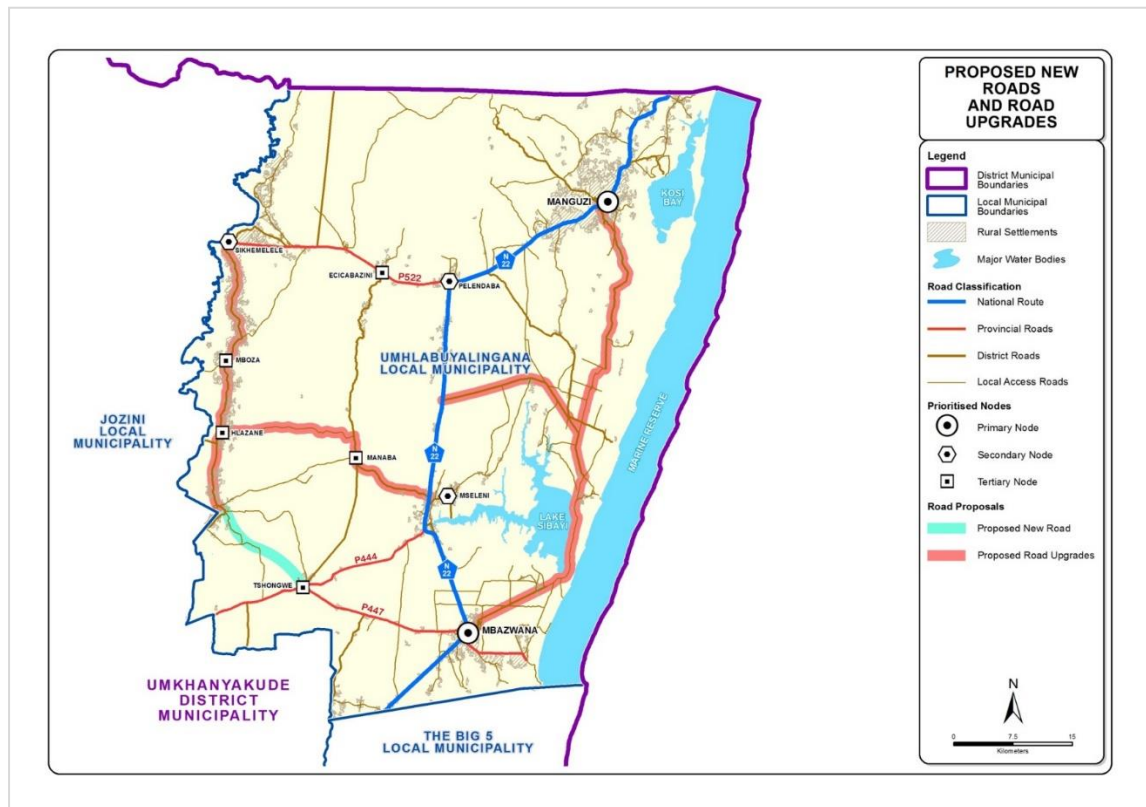 PROPOSED NEW
ROADS
AND ROAD
UPGRADES
Legend
District Municipal
Boundaries
Local Municipal
Boundaries
Rural Settlements
Major Water Bodies
Road Classification
National Route
Provincial Roads
District Roads
Local Access Roads
Prioritised Nodes
Primary Node
Secondary Node
Tertiary Node
Road Proposals
Proposed New Road
Proposed Road Upgrades
N
0 7.5 15
Kilometers
MANGUZI
KOSI
BAY
SIKHEMELELE
ECICABAZINI
P522
N
22
PELENDABA
MBOZA
UMHLABUYALINGANA
LOCAL MUNICIPALITY
MARINE RESERVE
JOZINI
LOCAL
MUNICIPALITY
HLAZANE
MANABA
N
22
MSELENI
LAKE
SIBAYI
P444
N
22
TSHONGWE
P447
MBAZWANA
UMKHANYAKUDE
DISTRICT
MUNICIPALITY
THE BIG 5
LOCAL MUNICIPALITY